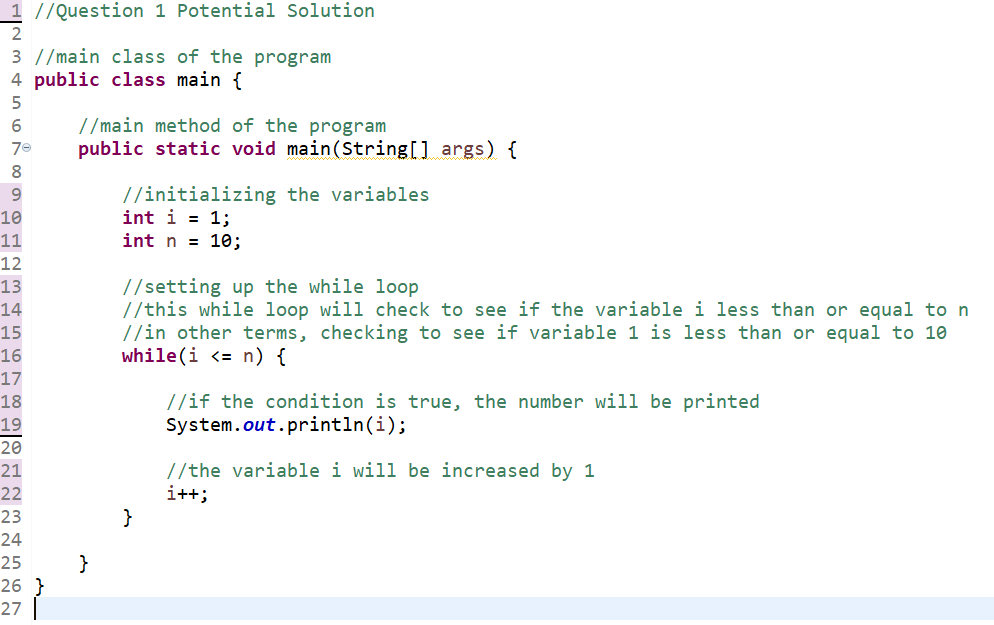 1 //Question 1 Potential Solution
2
3 //main class of the program
4 public class main {
5
6     //main method of the program
7     public static void main(String[] args) {
8
9         //initializing the variables
10         int i = 1;
11         int n = 10;
12
13         //setting up the while loop
14         //this while loop will check to see if the variable i less than or equal to n
15         //in other terms, checking to see if variable 1 is less than or equal to 10
16         while(i <= n) {
17
18             //if the condition is true, the number will be printed
19             System.out.println(i);
20
21             //the variable i will be increased by 1
22             i++;
23         }
24
25     }
26 }
27